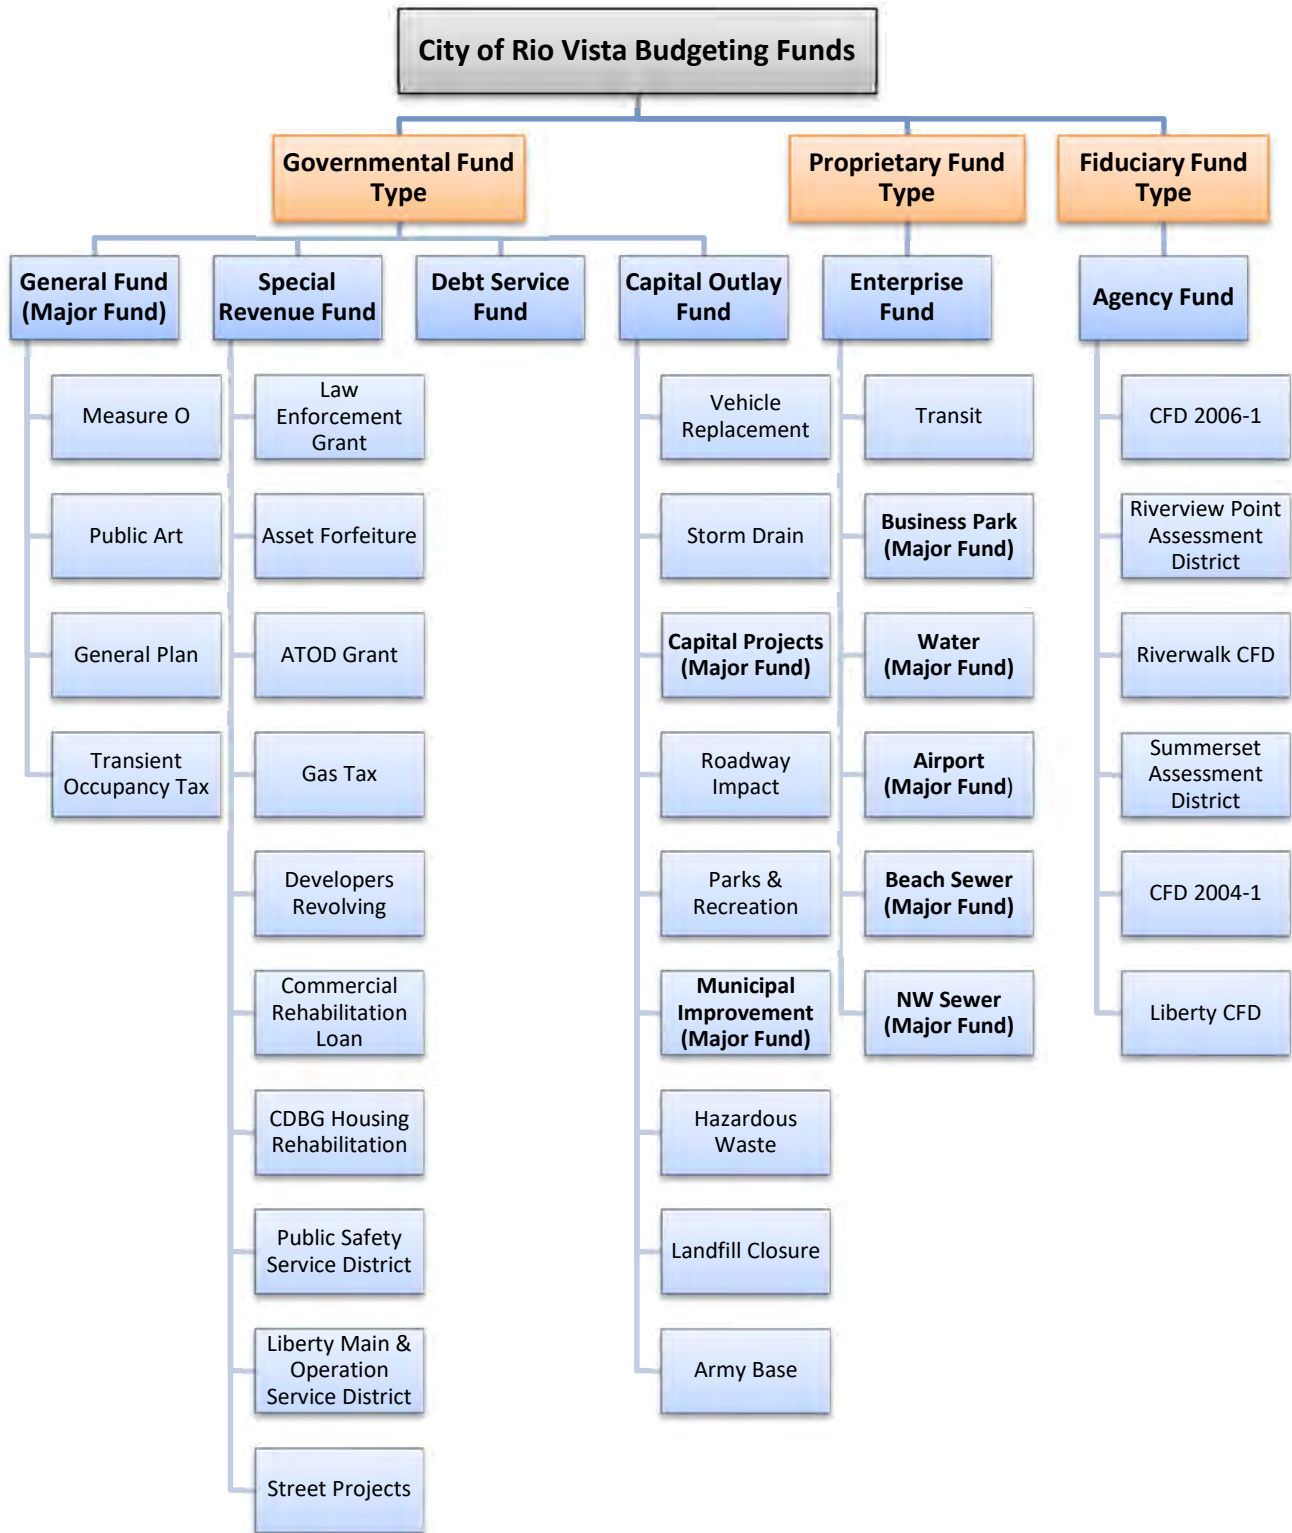 City of Rio Vista Budgeting Funds
Governmental Fund
Type
Proprietary Fund
Type
Fiduciary Fund
Type
General Fund
(Major Fund)
Special
Revenue Fund
Debt Service
Fund
Capital Outlay
Fund
Enterprise
Fund
Agency Fund
Measure O
Public Art
General Plan
Transient
Occupancy Tax
Law
Enforcement
Grant
Asset Forfeiture
ATOD Grant
Gas Tax
Developers
Revolving
Commercial
Rehabilitation
Loan
CDBG Housing
Rehabilitation
Public Safety
Service District
Liberty Main &
Operation
Service District
Street Projects
Vehicle
Replacement
Storm Drain
Capital Projects
(Major Fund)
Roadway
Impact
Parks &
Recreation
Municipal
Improvement
(Major Fund)
Hazardous
Waste
Landfill Closure
Army Base
Transit
Business Park
(Major Fund)
Water
(Major Fund)
Airport
(Major Fund)
Beach Sewer
(Major Fund)
NW Sewer
(Major Fund)
CFD 2006-1
Riverview Point
Assessment
District
Riverwalk CFD
Summerset
Assessment
District
CFD 2004-1
Liberty CFD